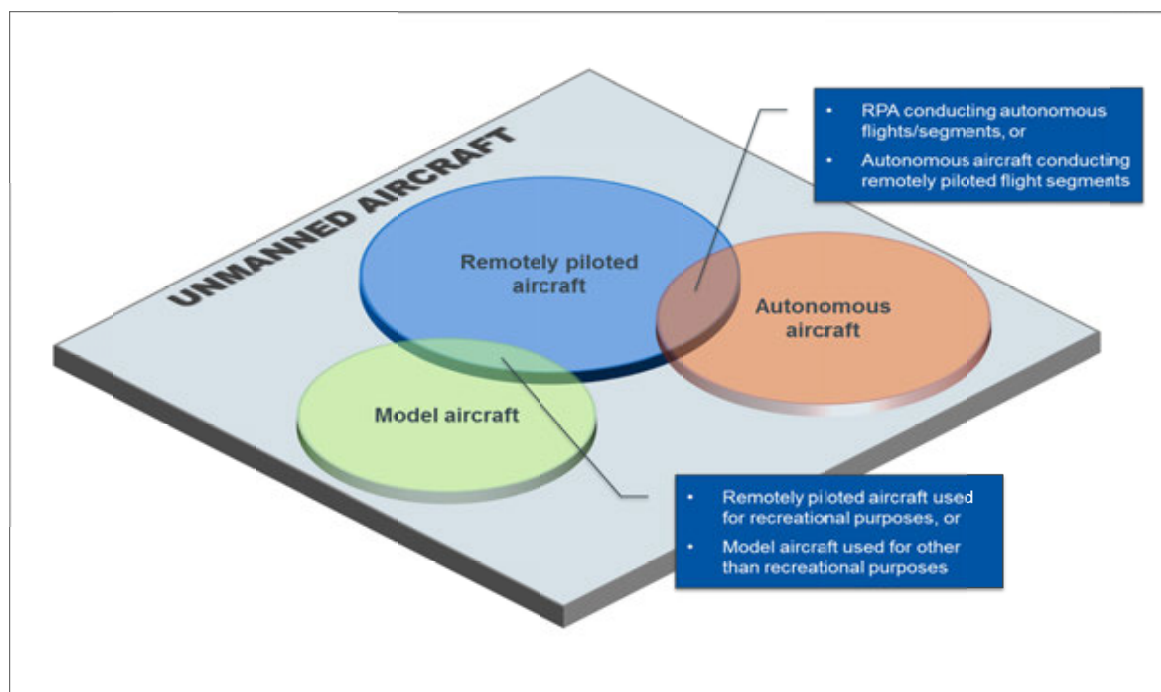 UNMANNED AIRCRAFT
• RPA conducting autonomous
flights/segments, or
• Autonomous aircraft conducting
remotely piloted flight segments
Remotely piloted
aircraft
Autonomous
aircraft
Model aircraft
• Remotely piloted aircraft used
for recreational purposes, or
• Model aircraft used for other
than recreational purposes